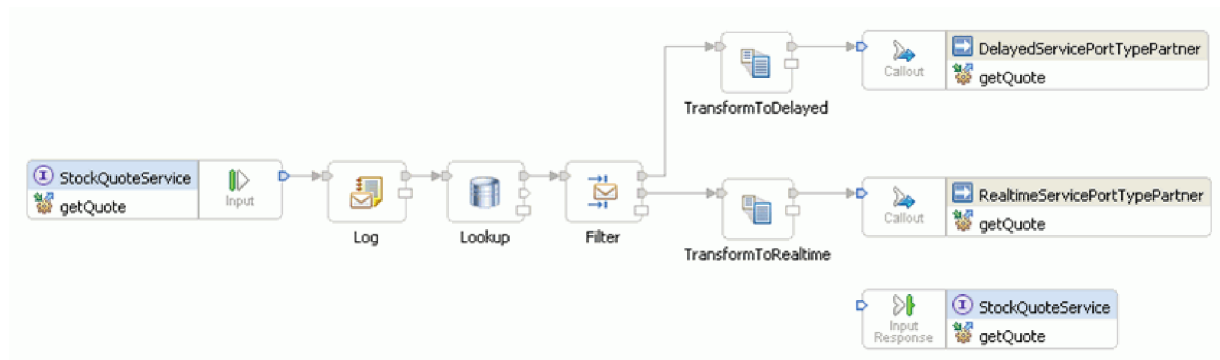 DelayedServicePortTypePartner
Callout
getQuote
TransformToDelayed
StockQuoteService
Input
getQuote
Log
Lookup
Filter
RealtimeServicePortTypePartner
Callout
getQuote
TransformToRealtime
StockQuoteService
Input
Response
getQuote